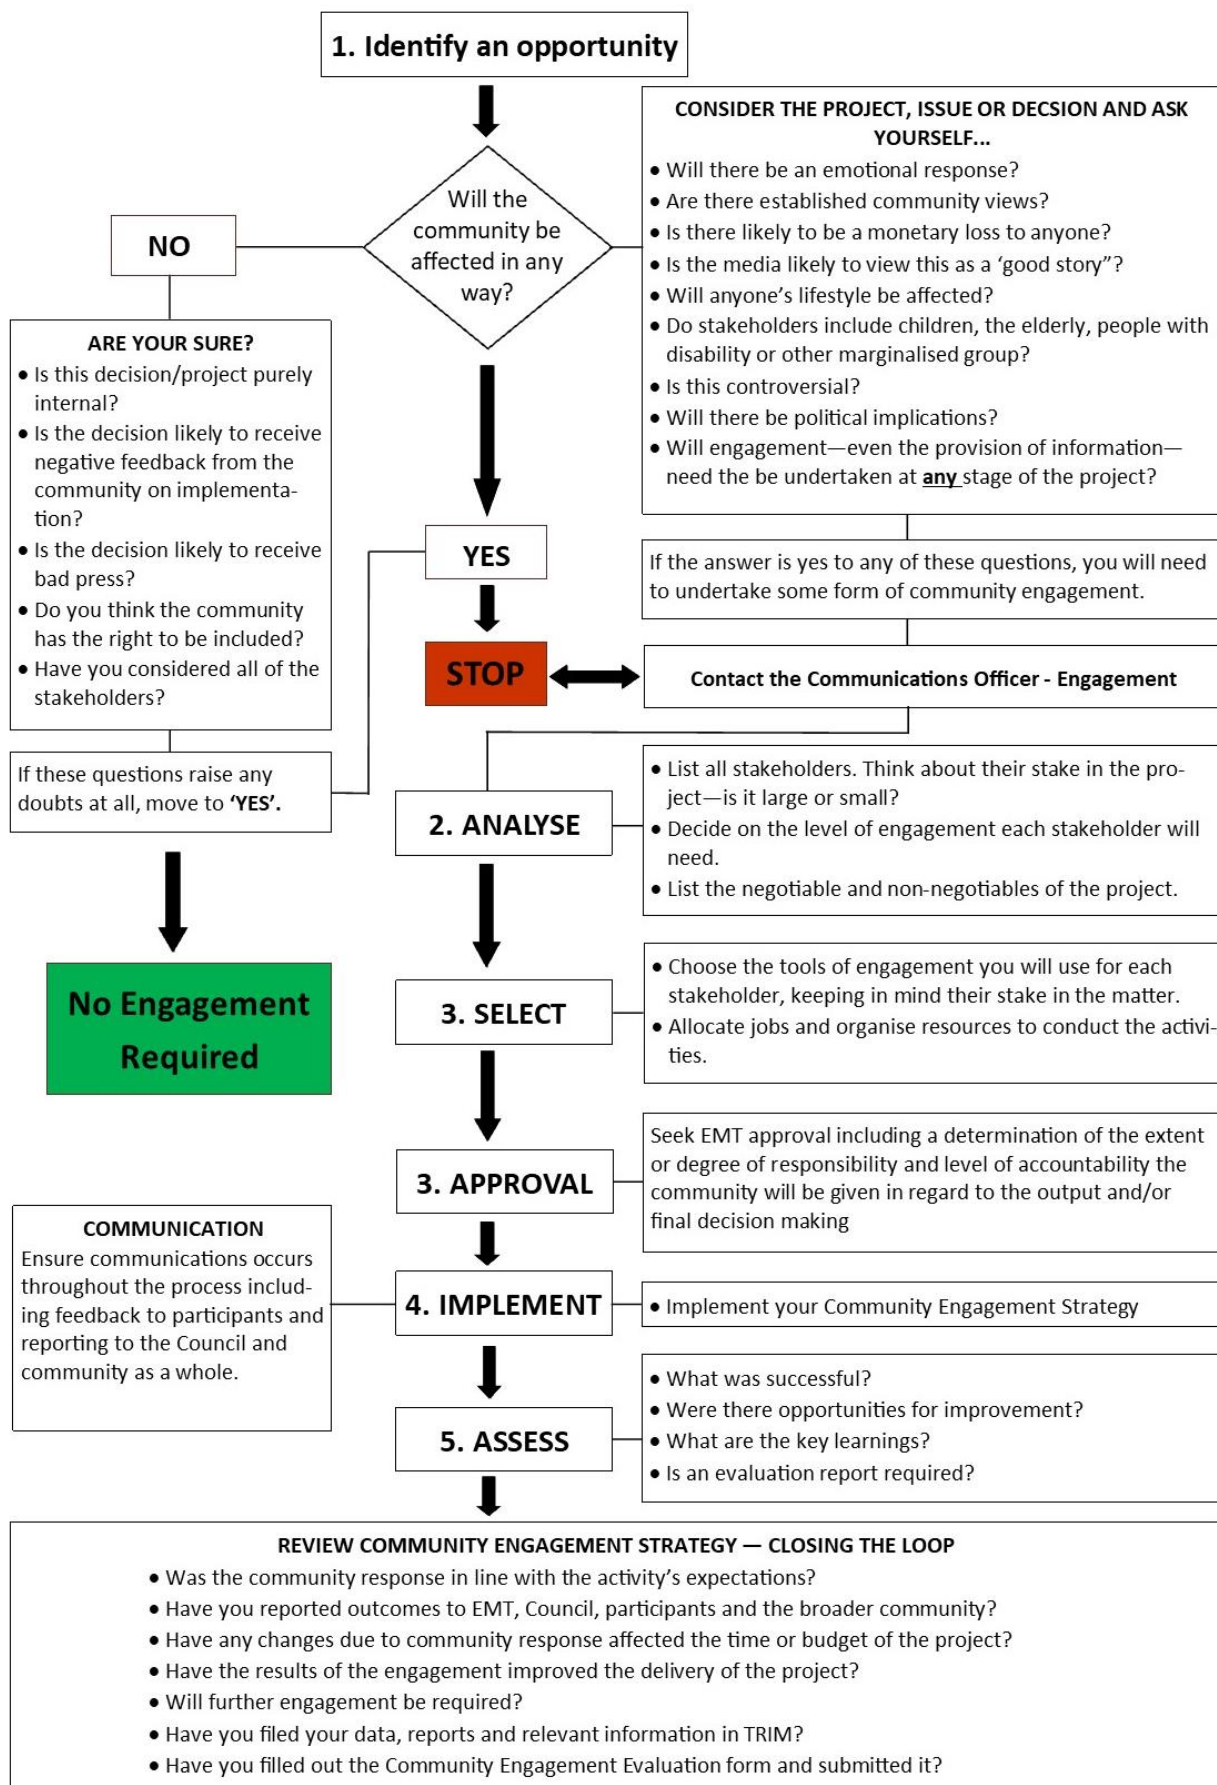 1. Identify an opportunity
CONSIDER THE PROJECT, ISSUE OR DECSION AND ASK
YOURSELF...
• Will there be an emotional response?
• Are there established community views?
• Is there likely to be a monetary loss to anyone?
• Is the media likely to view this as a ‘good story”?
• Will anyone’s lifestyle be affected?
• Do stakeholders include children, the elderly, people with
disability or other marginalised group?
• Is this controversial?
• Will there be political implications?
• Will engagement—even the provision of information—
need the be undertaken at any stage of the project?
Will the
community be
affected in any
way?
NO
ARE YOUR SURE?
• Is this decision/project purely
internal?
• Is the decision likely to receive
negative feedback from the
community on implementa-
tion?
• Is the decision likely to receive
bad press?
• Do you think the community
has the right to be included?
• Have you considered all of the
stakeholders?
YES
If the answer is yes to any of these questions, you will need
to undertake some form of community engagement.
STOP
Contact the Communications Officer - Engagement
If these questions raise any
doubts at all, move to ‘YES’.
2. ANALYSE
• List all stakeholders. Think about their stake in the pro-
ject—is it large or small?
• Decide on the level of engagement each stakeholder will
need.
• List the negotiable and non-negotiables of the project.
No Engagement
Required
3. SELECT
• Choose the tools of engagement you will use for each
stakeholder, keeping in mind their stake in the matter.
• Allocate jobs and organise resources to conduct the activi-
ties.
3. APPROVAL
Seek EMT approval including a determination of the extent
or degree of responsibility and level of accountability the
community will be given in regard to the output and/or
final decision making
COMMUNICATION
Ensure communications occurs
throughout the process includ-
ing feedback to participants and
reporting to the Council and
community as a whole.
4. IMPLEMENT
• Implement your Community Engagement Strategy
5. ASSESS
• What was successful?
• Were there opportunities for improvement?
• What are the key learnings?
• Is an evaluation report required?
REVIEW COMMUNITY ENGAGEMENT STRATEGY — CLOSING THE LOOP
• Was the community response in line with the activity’s expectations?
• Have you reported outcomes to EMT, Council, participants and the broader community?
• Have any changes due to community response affected the time or budget of the project?
• Have the results of the engagement improved the delivery of the project?
• Will further engagement be required?
• Have you filed your data, reports and relevant information in TRIM?
• Have you filled out the Community Engagement Evaluation form and submitted it?